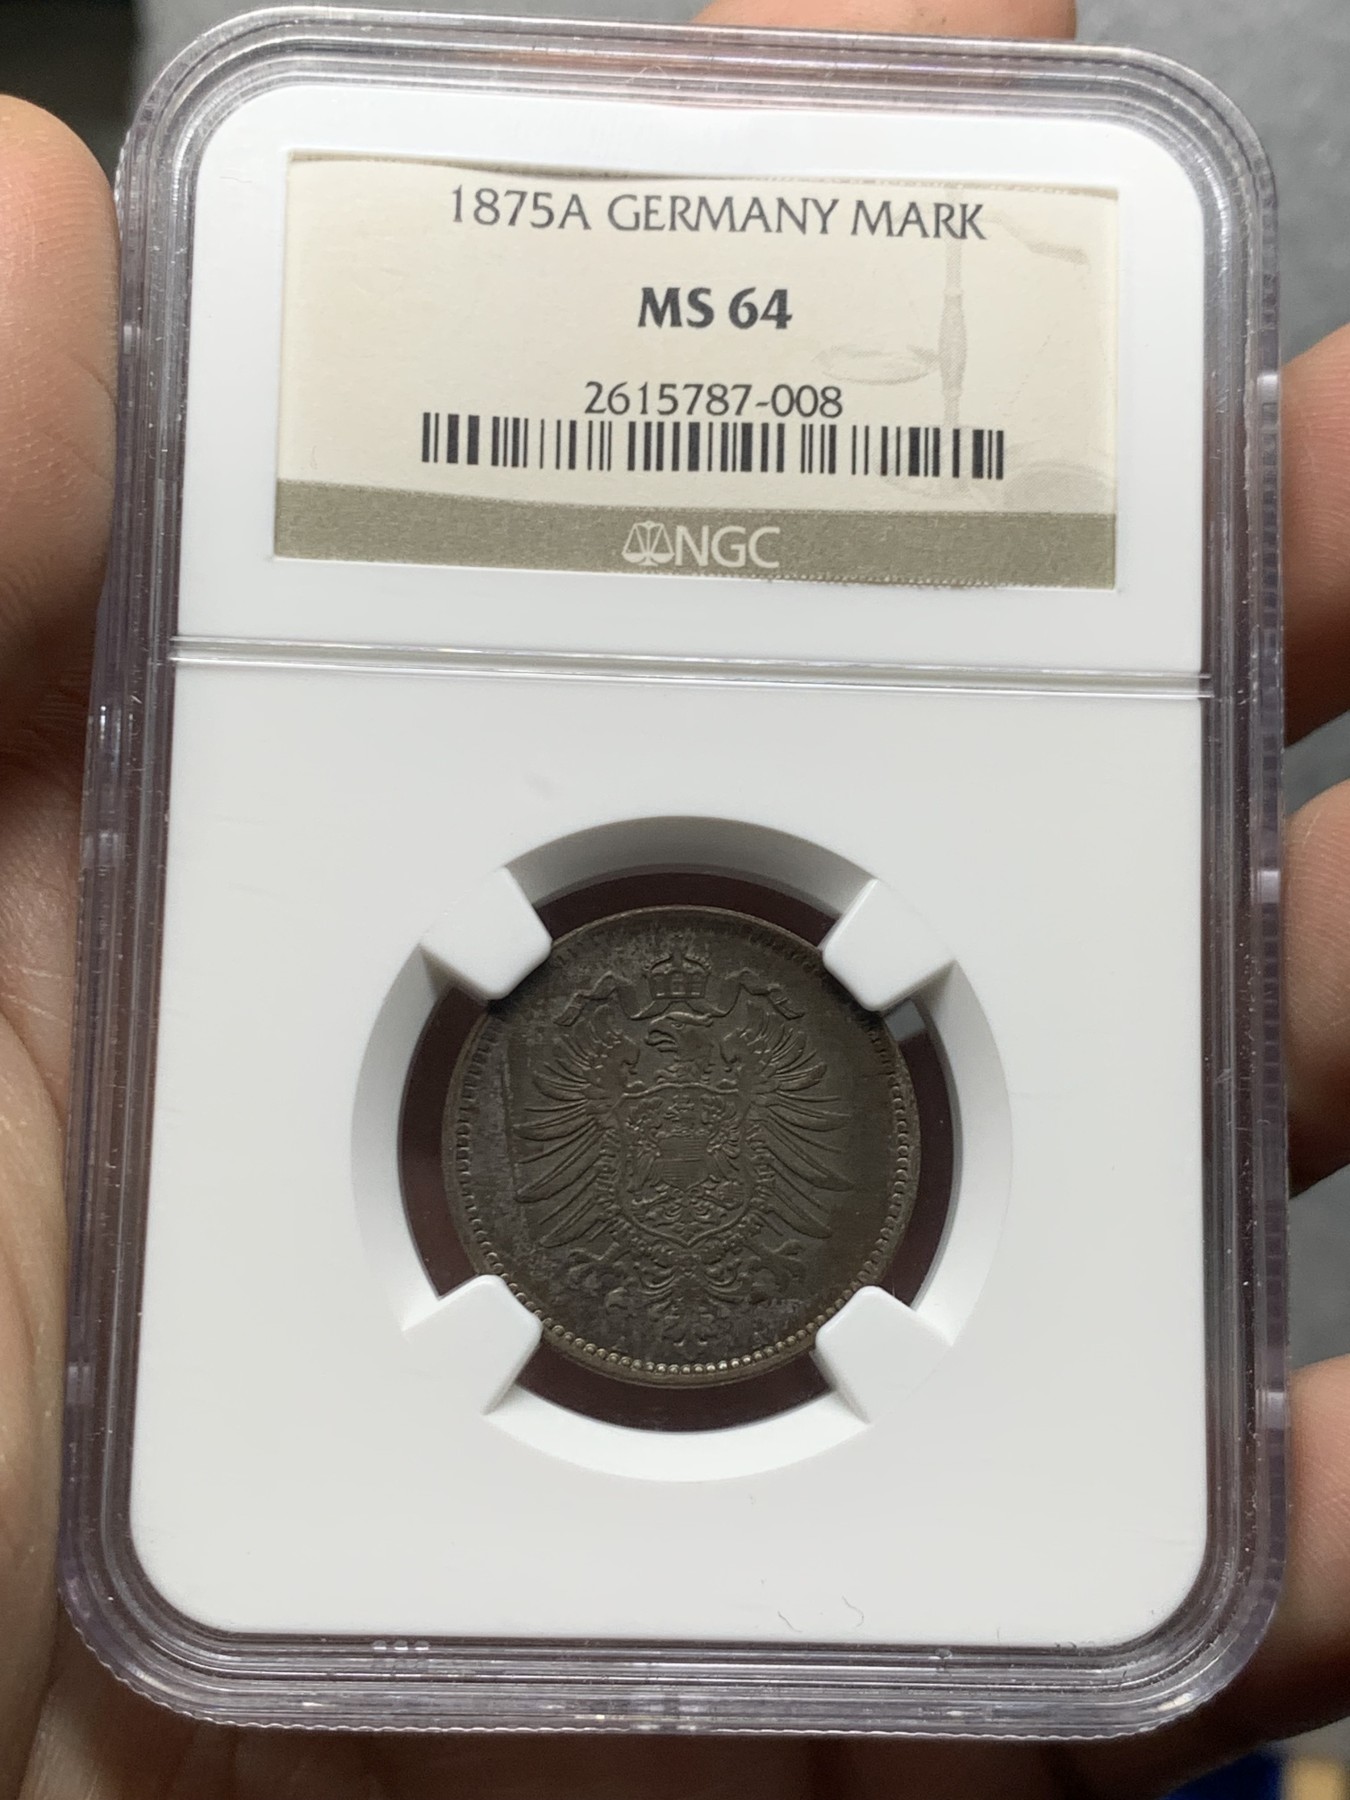 1875A GERMANY MARK
MS 64
2615787-008
NGC